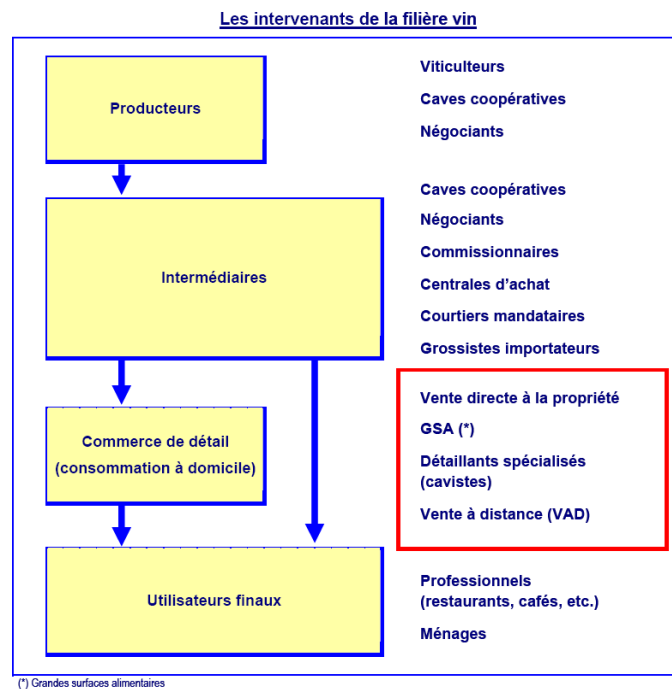 Les intervenants de la filière vin
Producteurs
Viticulteurs
Caves coopératives
Négociants
Intermédiaires
Caves coopératives
Négociants
Commissionnaires
Centrales d'achat
Courtiers mandataires
Grossistes importateurs
Commerce de détail
(consommation à domicile)
Vente directe à la propriété
GSA (*)
Détaillants spécialisés
(cavistes)
Vente à distance (VAD)
Utilisateurs finaux
Professionnels
(restaurants, cafés, etc.)
Ménages
(*) Grandes surfaces alimentaires